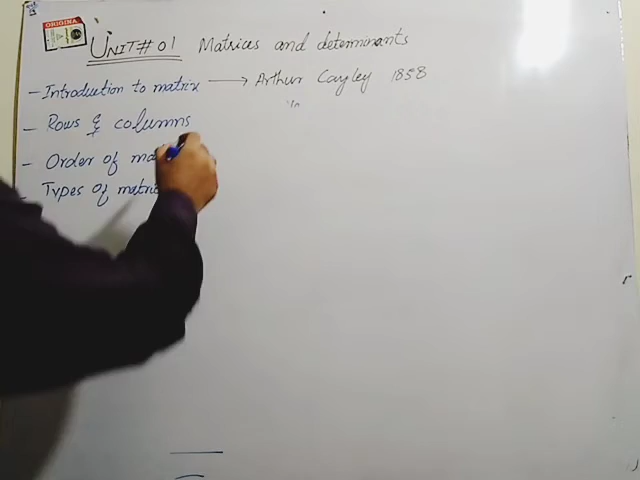 ORIGINA
UNIT # 01 Matrices and determinants
- Introduction to matrix → Arthur Cayley 1858
- Rows & columns
- Order of ma
- Types of matri